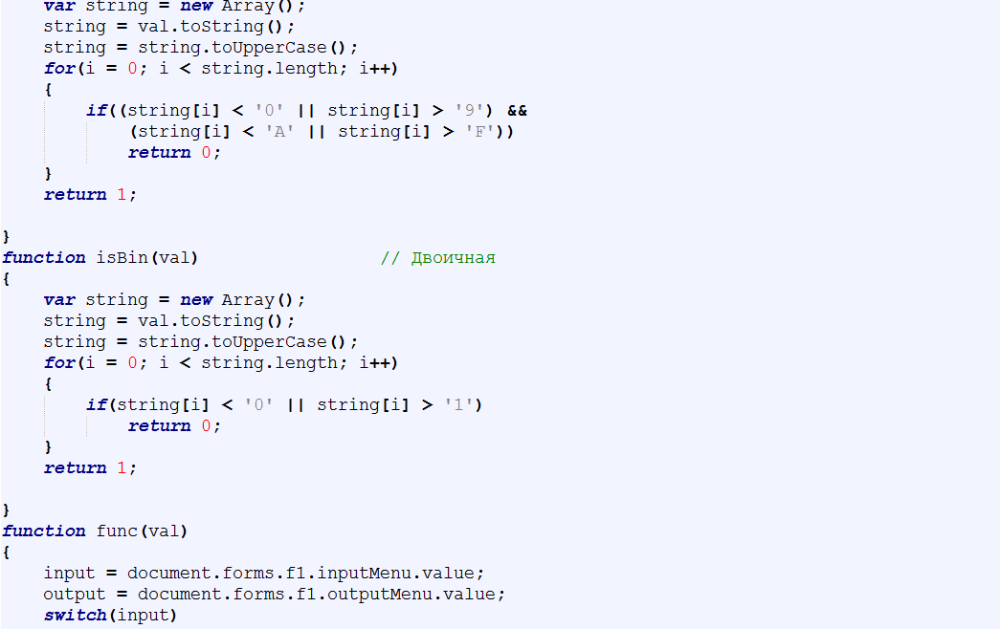 var string = new Array();
string = val.toString();
string = string.toUpperCase();
for(i = 0; i < string.length; i++)
{
if((string[i] < '0' || string[i] > '9') &&
(string[i] < 'A' || string[i] > 'F'))
return 0;
}
return 1;
}
function isBin(val) // Двоичная
{
var string = new Array();
string = val.toString();
string = string.toUpperCase();
for(i = 0; i < string.length; i++)
{
if(string[i] < '0' || string[i] > '1')
return 0;
}
return 1;
}
function func(val)
{
input = document.forms.f1.inputMenu.value;
output = document.forms.f1.outputMenu.value;
switch(input)